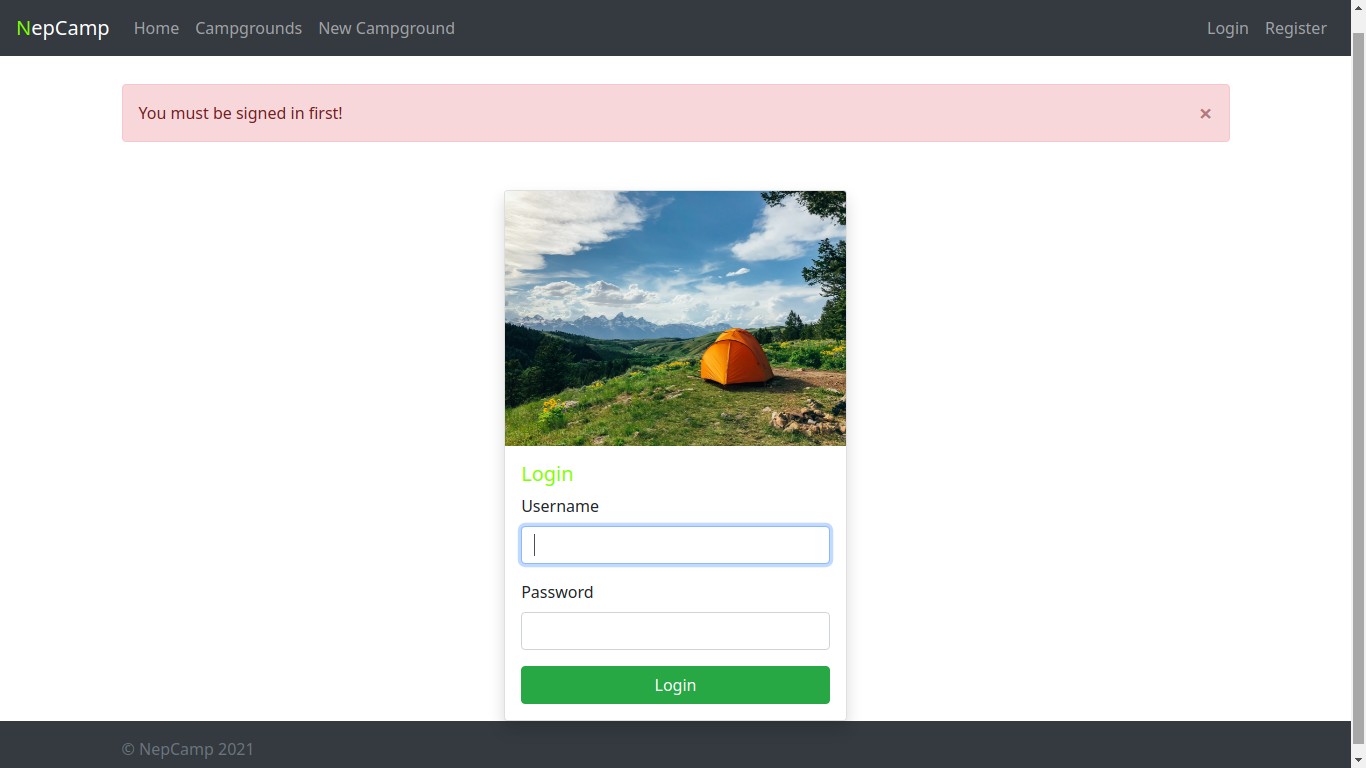 NepCamp Home Campgrounds New Campground Login Register
You must be signed in first! ×
Login
Username
Password
Login
© NepCamp 2021